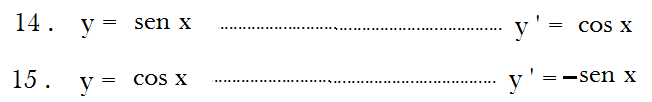 14. y = sen x ........................ y ' = cos x
15. y = cos x ........................ y ' = –sen x